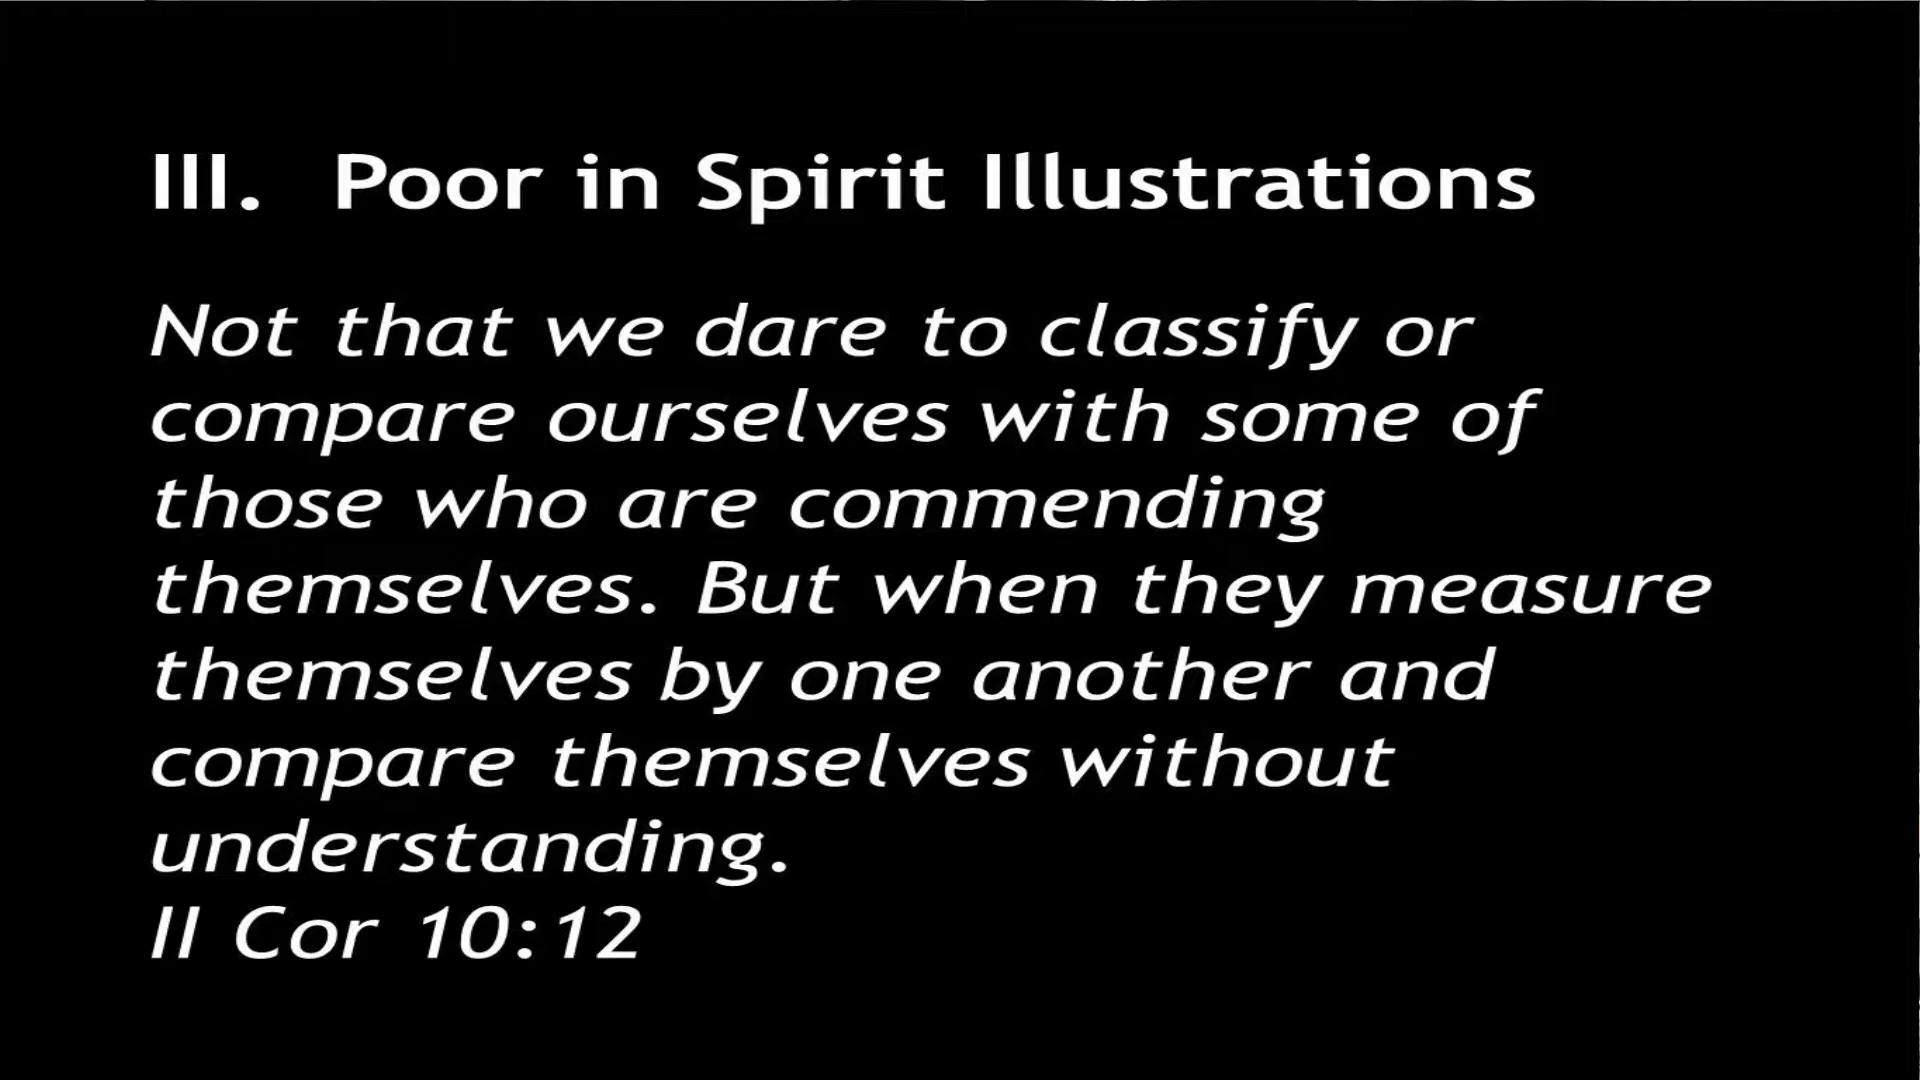 III. Poor in Spirit Illustrations
Not that we dare to classify or
compare ourselves with some of
those who are commending
themselves. But when they measure
themselves by one another and
compare themselves without
understanding.
II Cor 10:12